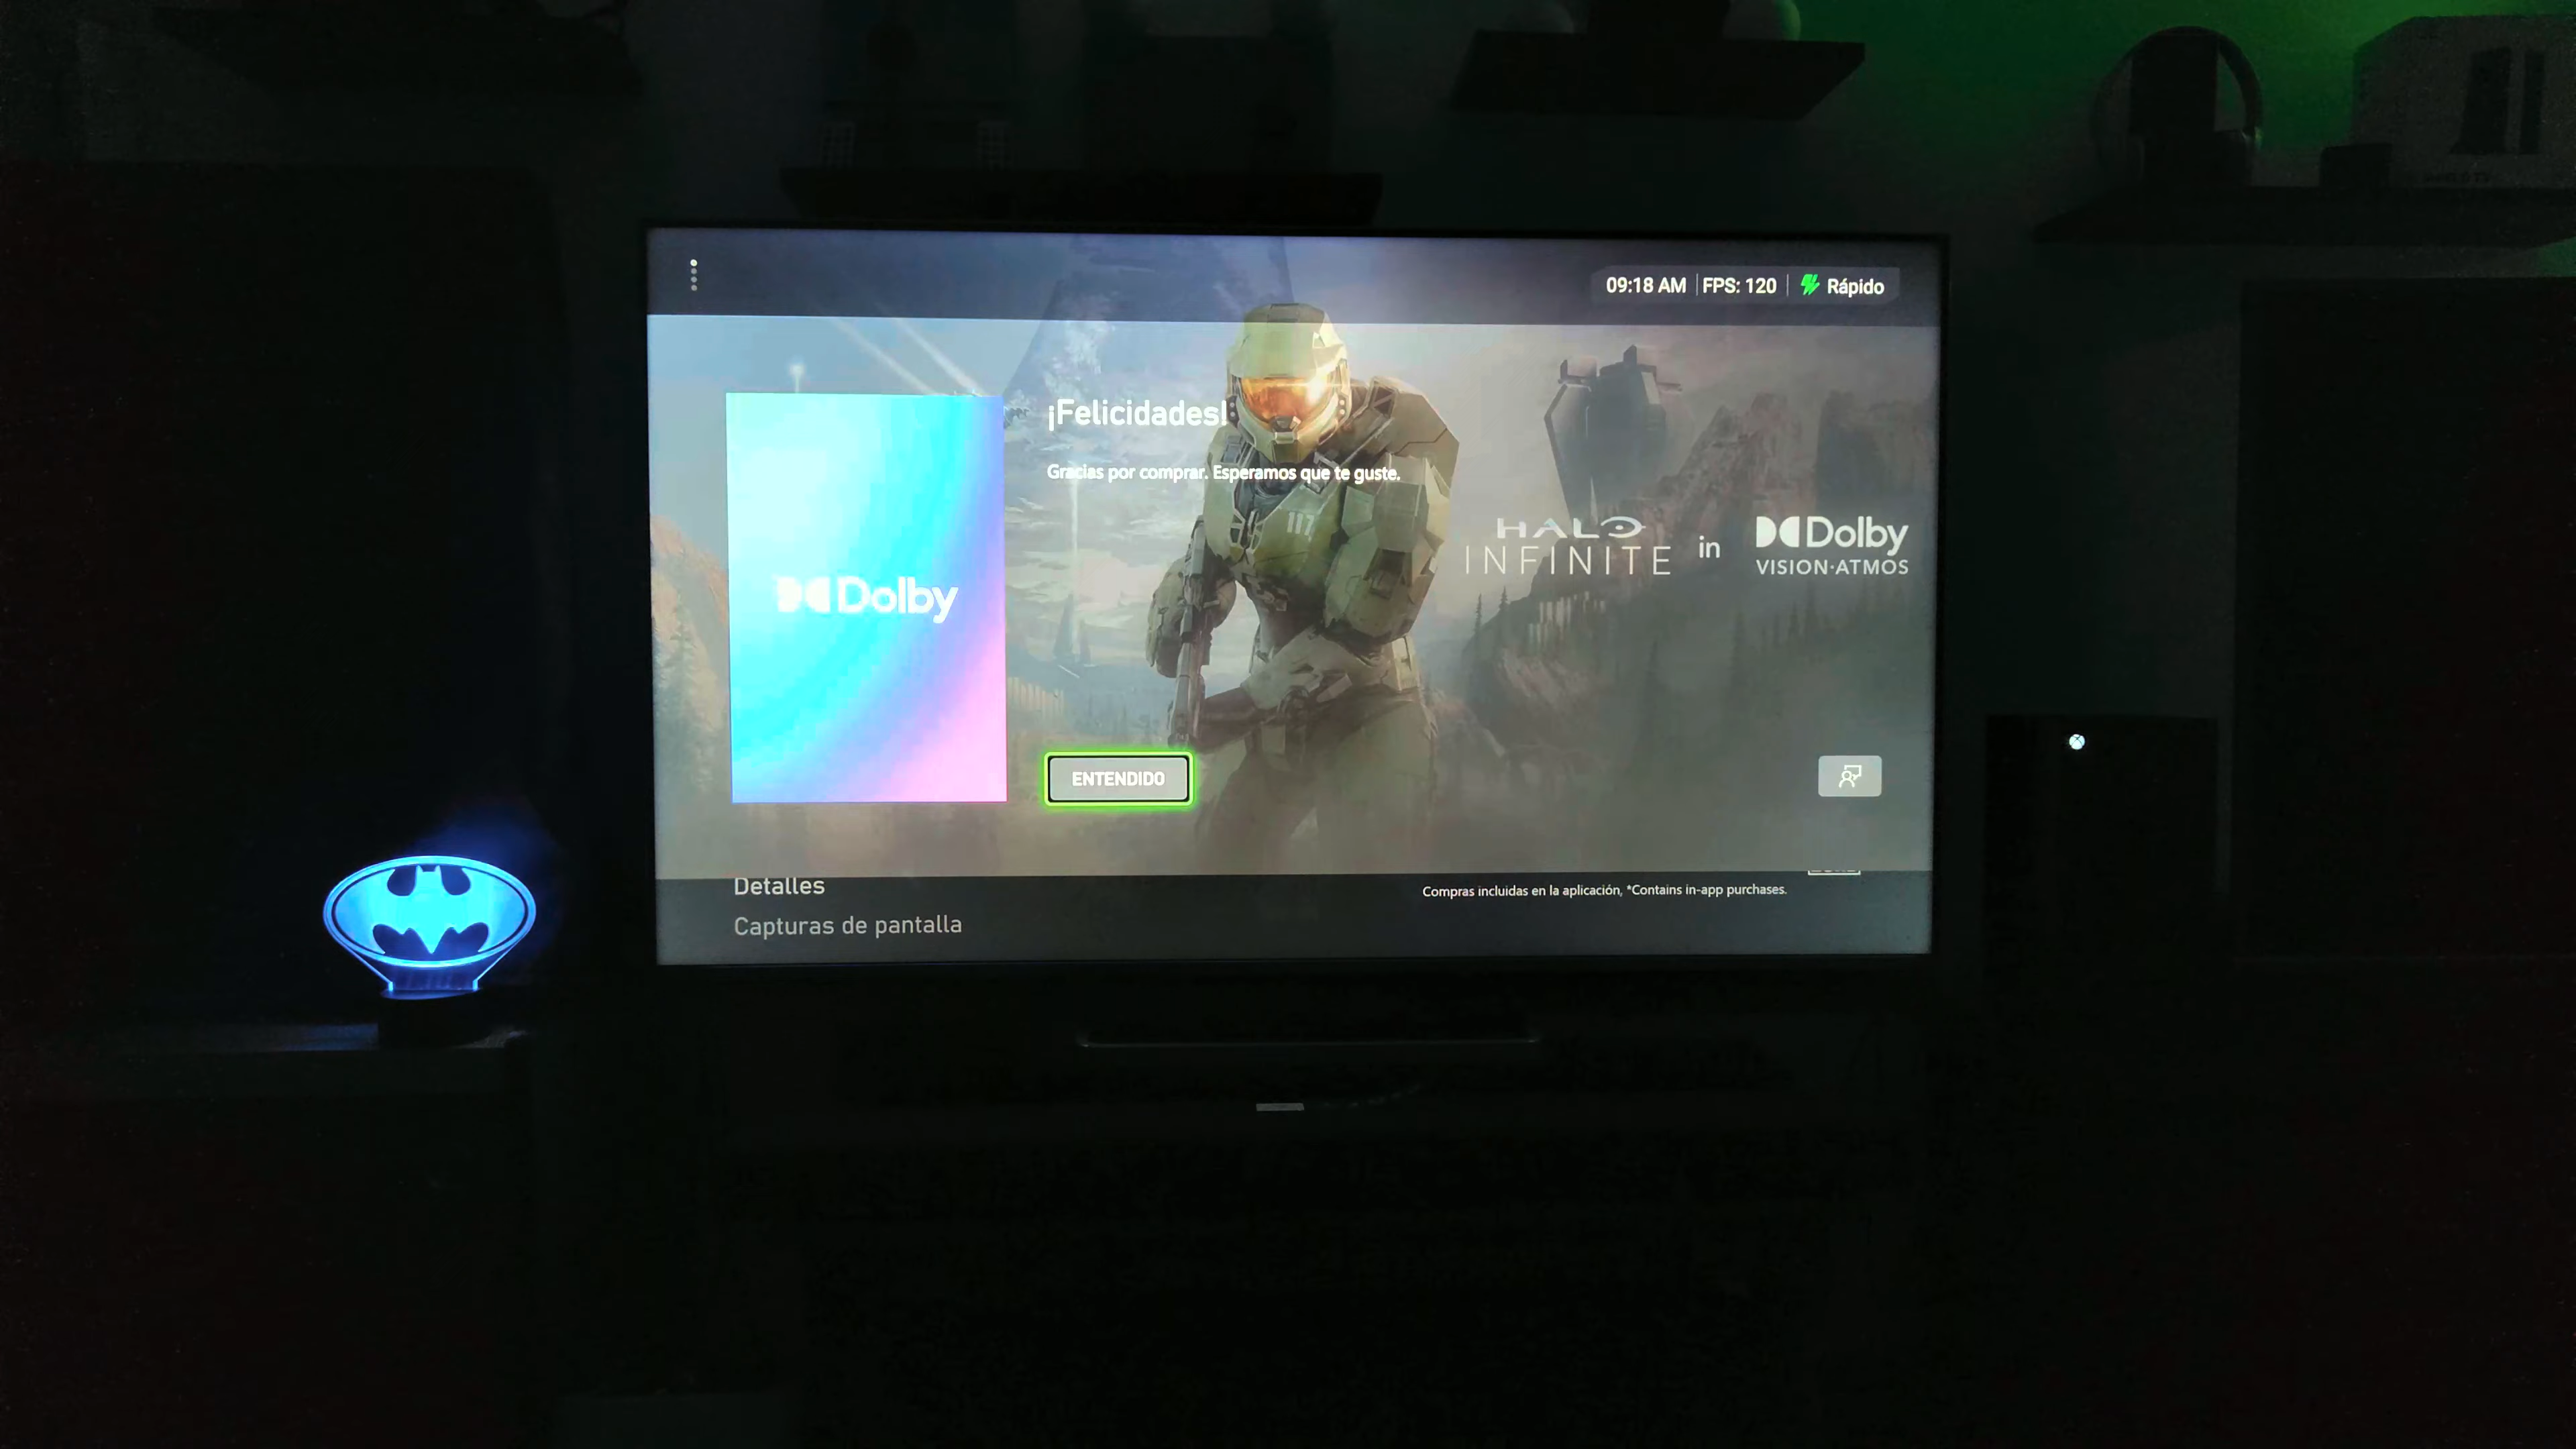 09:18 AM | FPS: 120 | Rápido
¡Felicidades!
Gracias por comprar. Esperamos que te guste.
117
Dolby
HALO
INFINITE
in
Dolby
VISION·ATMOS
ENTENDIDO
Detalles
Compras incluidas en la aplicación, *Contains in-app purchases.
Capturas de pantalla